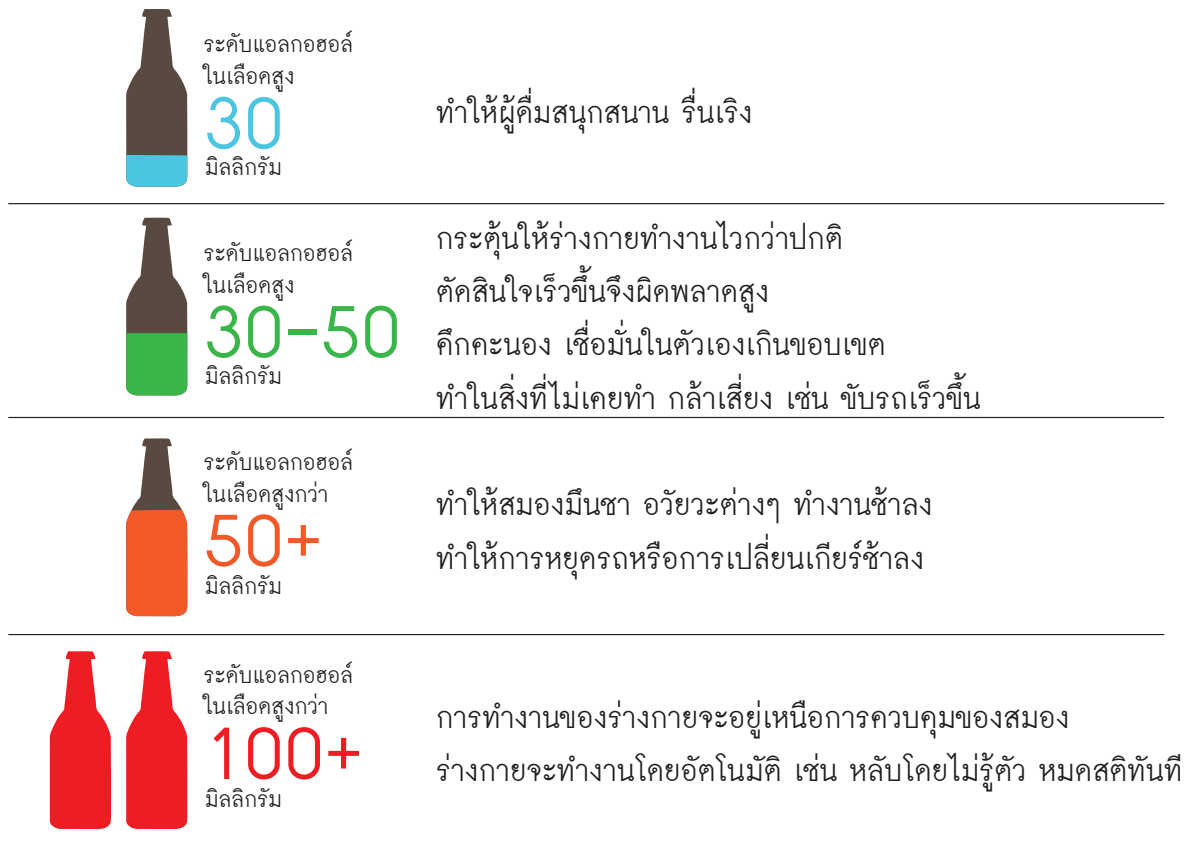 ระดับแอลกอฮอล์
ในเลือดสูง
30
มิลลิกรัม
ทำให้ผู้ดื่มสนุกสนาน รื่นเริง
ระดับแอลกอฮอล์
ในเลือดสูง
30-50
มิลลิกรัม
กระตุ้นให้ร่างกายทำงานไวกว่าปกติ
ตัดสินใจเร็วขึ้นจึงผิดพลาดสูง
คึกคะนอง เชื่อมั่นในตัวเองเกินขอบเขต
ทำในสิ่งที่ไม่เคยทำ กล้าเสี่ยง เช่น ขับรถเร็วขึ้น
ระดับแอลกอฮอล์
ในเลือดสูงกว่า
50+
มิลลิกรัม
ทำให้สมองมึนชา อวัยวะต่างๆ ทำงานช้าลง
ทำให้การหยุดรถหรือการเปลี่ยนเกียร์ช้าลง
ระดับแอลกอฮอล์
ในเลือดสูงกว่า
100+
มิลลิกรัม
การทำงานของร่างกายจะอยู่เหนือการควบคุมของสมอง
ร่างกายจะทำงานโดยอัตโนมัติ เช่น หลับโดยไม่รู้ตัว หมดสติทันที